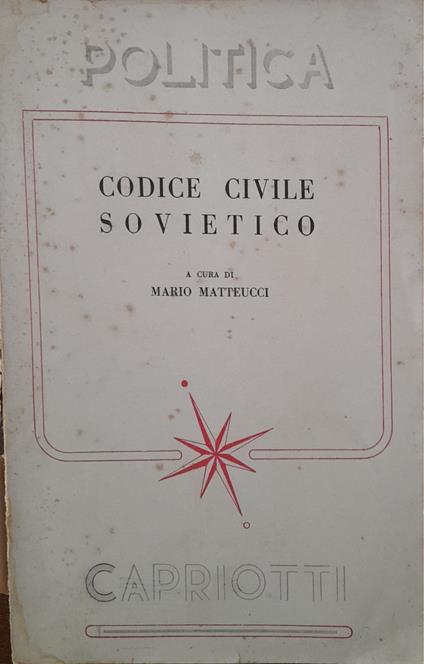 POLITICA
CODICE CIVILE
SOVIETICO
A CURA DI
MARIO MATTEUCCI
CAPRIOTTI